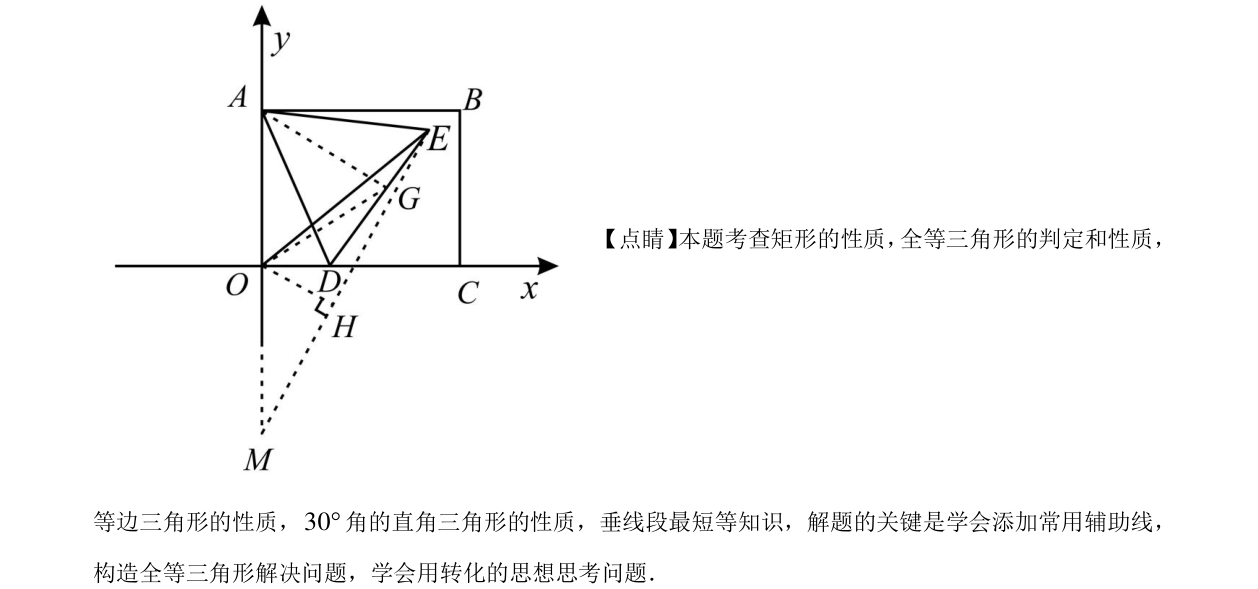 y
A
B
E
G
【点睛】本题考查矩形的性质，全等三角形的判定和性质，
O
D
C
x
H
M
等边三角形的性质，30°角的直角三角形的性质，垂线段最短等知识，解题的关键是学会添加常用辅助线，
构造全等三角形解决问题，学会用转化的思想思考问题．